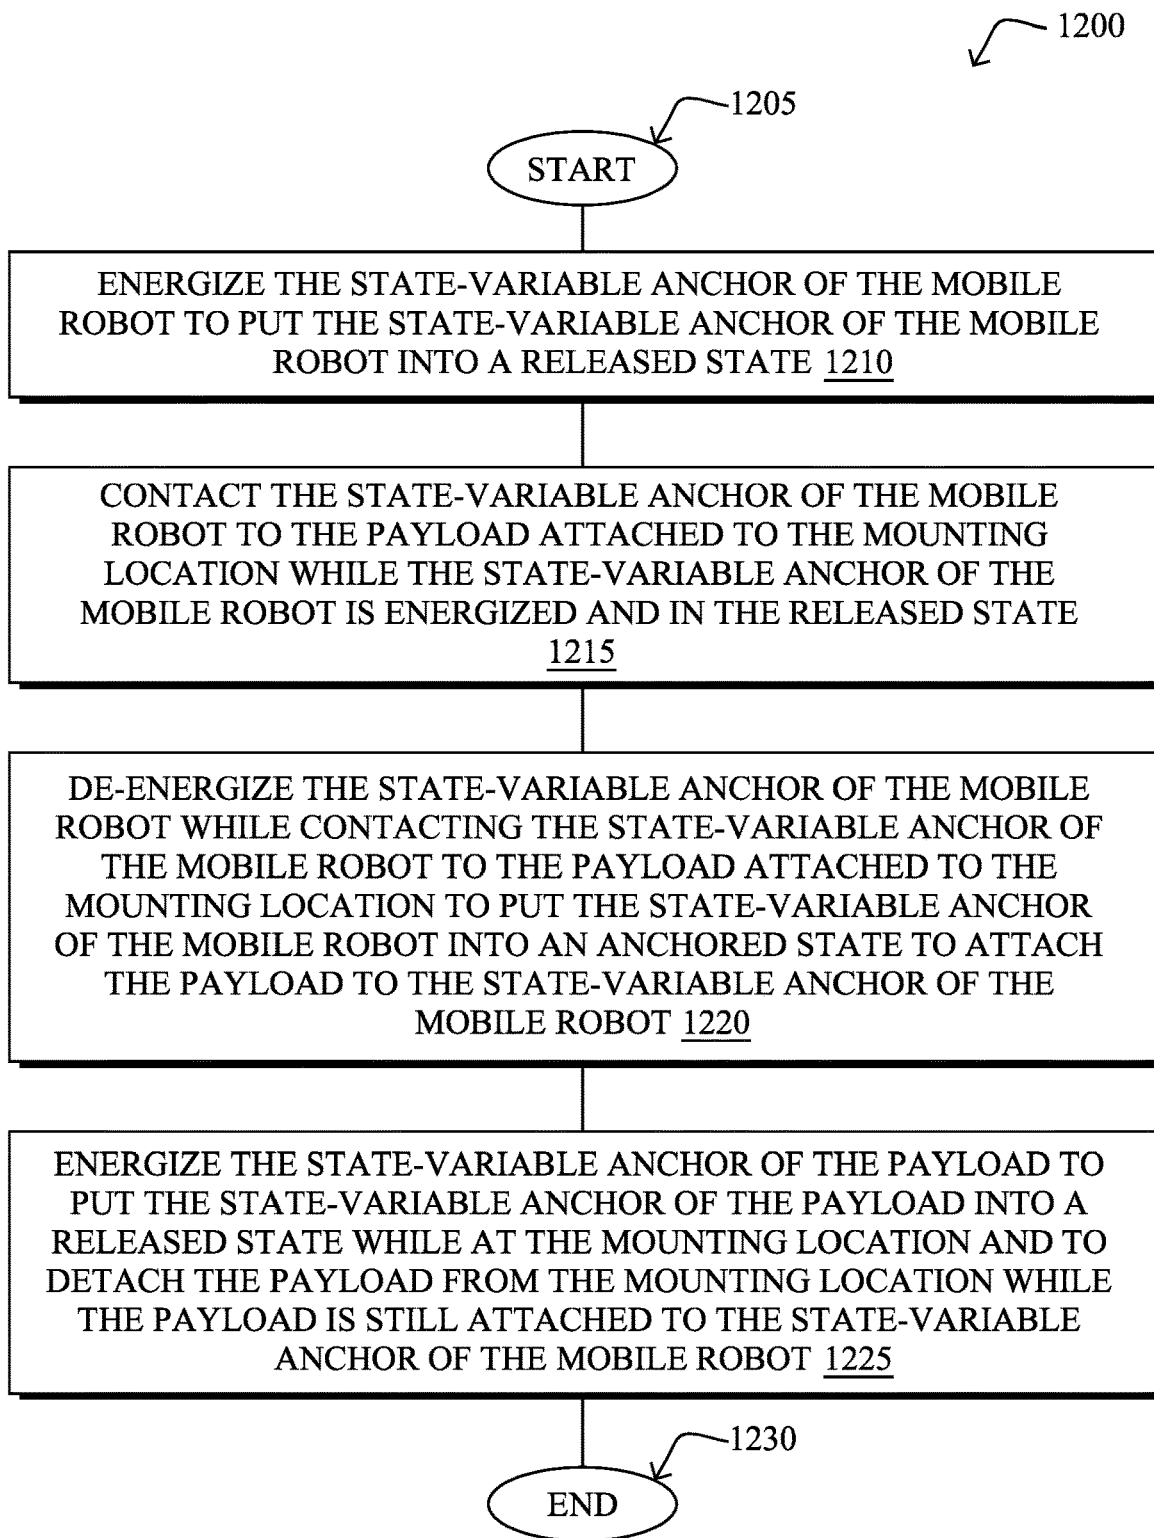 1200
1205
START
ENERGIZE THE STATE-VARIABLE ANCHOR OF THE MOBILE
ROBOT TO PUT THE STATE-VARIABLE ANCHOR OF THE MOBILE
ROBOT INTO A RELEASED STATE 1210
CONTACT THE STATE-VARIABLE ANCHOR OF THE MOBILE
ROBOT TO THE PAYLOAD ATTACHED TO THE MOUNTING
LOCATION WHILE THE STATE-VARIABLE ANCHOR OF THE
MOBILE ROBOT IS ENERGIZED AND IN THE RELEASED STATE
1215
DE-ENERGIZE THE STATE-VARIABLE ANCHOR OF THE MOBILE
ROBOT WHILE CONTACTING THE STATE-VARIABLE ANCHOR OF
THE MOBILE ROBOT TO THE PAYLOAD ATTACHED TO THE
MOUNTING LOCATION TO PUT THE STATE-VARIABLE ANCHOR
OF THE MOBILE ROBOT INTO AN ANCHORED STATE TO ATTACH
THE PAYLOAD TO THE STATE-VARIABLE ANCHOR OF THE
MOBILE ROBOT 1220
ENERGIZE THE STATE-VARIABLE ANCHOR OF THE PAYLOAD TO
PUT THE STATE-VARIABLE ANCHOR OF THE PAYLOAD INTO A
RELEASED STATE WHILE AT THE MOUNTING LOCATION AND TO
DETACH THE PAYLOAD FROM THE MOUNTING LOCATION WHILE
THE PAYLOAD IS STILL ATTACHED TO THE STATE-VARIABLE
ANCHOR OF THE MOBILE ROBOT 1225
1230
END